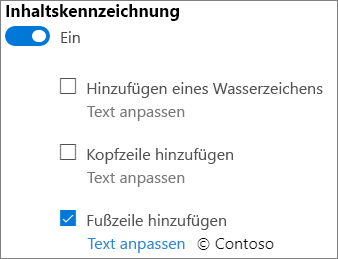 Inhaltskennzeichnung
Ein
Hinzufügen eines Wasserzeichens
Text anpassen
Kopfzeile hinzufügen
Text anpassen
Fußzeile hinzufügen
Text anpassen © Contoso